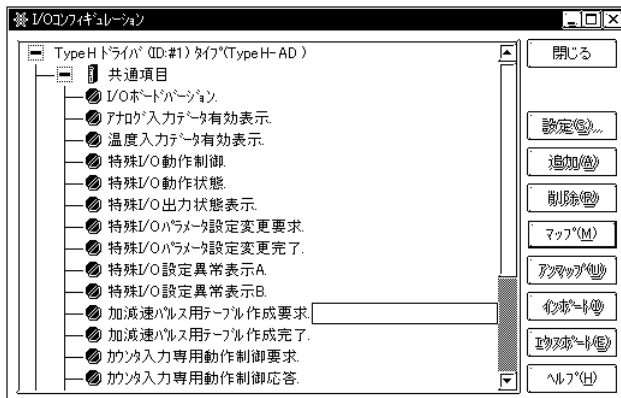 I/Oコンフィギュレーション
TypeHドライバ(ID:#1)タイプ(TypeH-AD)
共通項目
I/Oボードバージョン.
アナログ入力データ有効表示.
温度入力データ有効表示.
特殊I/O動作制御.
特殊I/O動作状態.
特殊I/O出力状態表示.
特殊I/Oパラメータ設定変更要求.
特殊I/Oパラメータ設定変更完了.
特殊I/O設定異常表示A.
特殊I/O設定異常表示B.
加減速パルス用テーブル作成要求.
加減速パルス用テーブル作成完了.
カウンタ入力専用動作制御要求.
カウンタ入力専用動作制御応答.
閉じる
設定(S)...
追加(A)
削除(R)
マップ(M)
アンマップ(U)
インポート(I)
エクスポート(E)
ヘルプ(H)